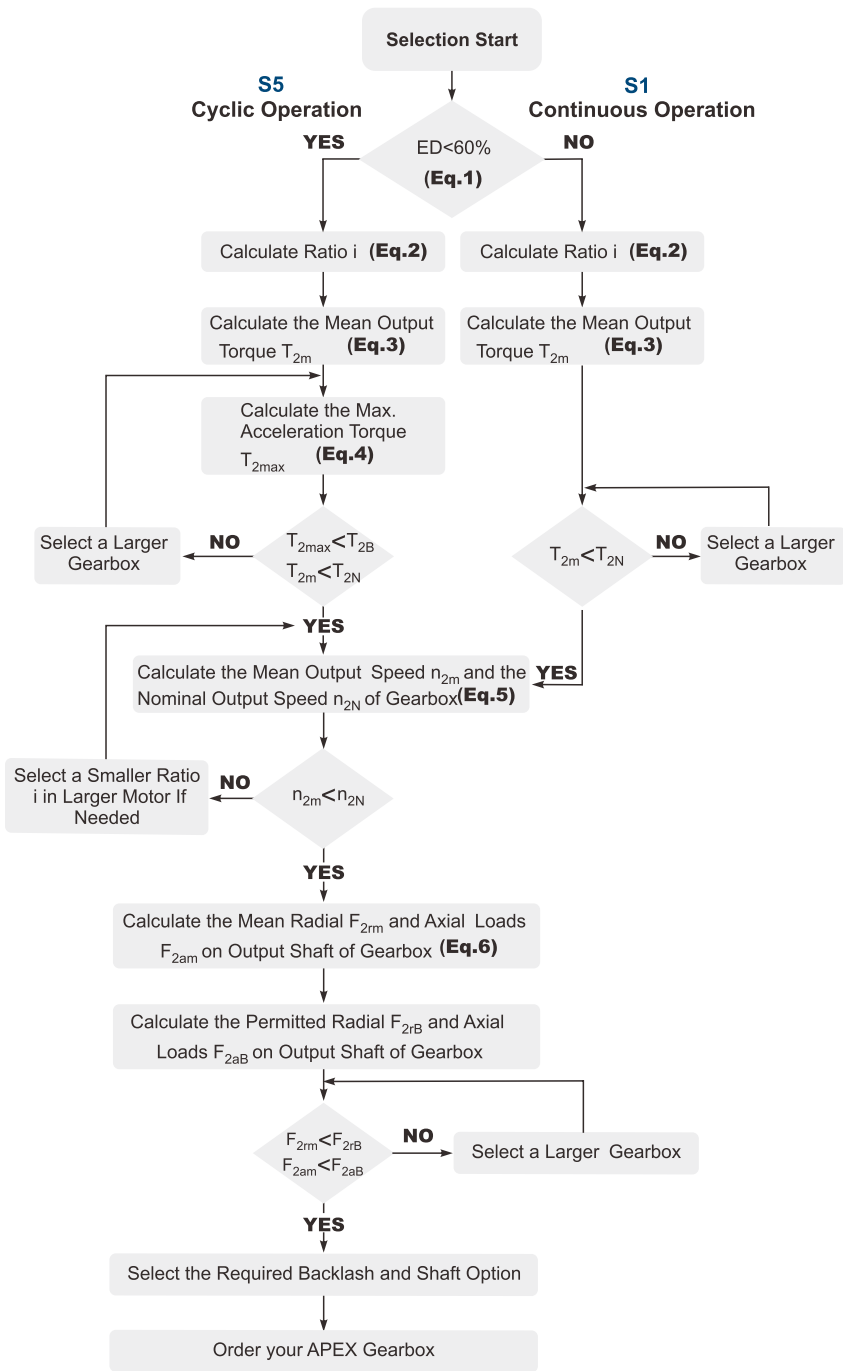 Selection Start
S5
Cyclic Operation
S1
Continuous Operation
YES
NO
ED<60%
(Eq.1)
Calculate Ratio i (Eq.2)
Calculate Ratio i (Eq.2)
Calculate the Mean Output
Torque T2m (Eq.3)
Calculate the Mean Output
Torque T2m (Eq.3)
Calculate the Max.
Acceleration Torque
T2max (Eq.4)
Select a Larger
Gearbox
NO
T2max<T2B
T2m<T2N
T2m<T2N
NO
Select a Larger
Gearbox
YES
Calculate the Mean Output Speed n2m and the
Nominal Output Speed n2N of Gearbox(Eq.5)
YES
Select a Smaller Ratio
i in Larger Motor If
Needed
NO
n2m<n2N
YES
Calculate the Mean Radial F2rm and Axial Loads
F2am on Output Shaft of Gearbox (Eq.6)
Calculate the Permitted Radial F2rB and Axial
Loads F2aB on Output Shaft of Gearbox
F2rm<F2rB
F2am<F2aB
NO
Select a Larger Gearbox
YES
Select the Required Backlash and Shaft Option
Order your APEX Gearbox